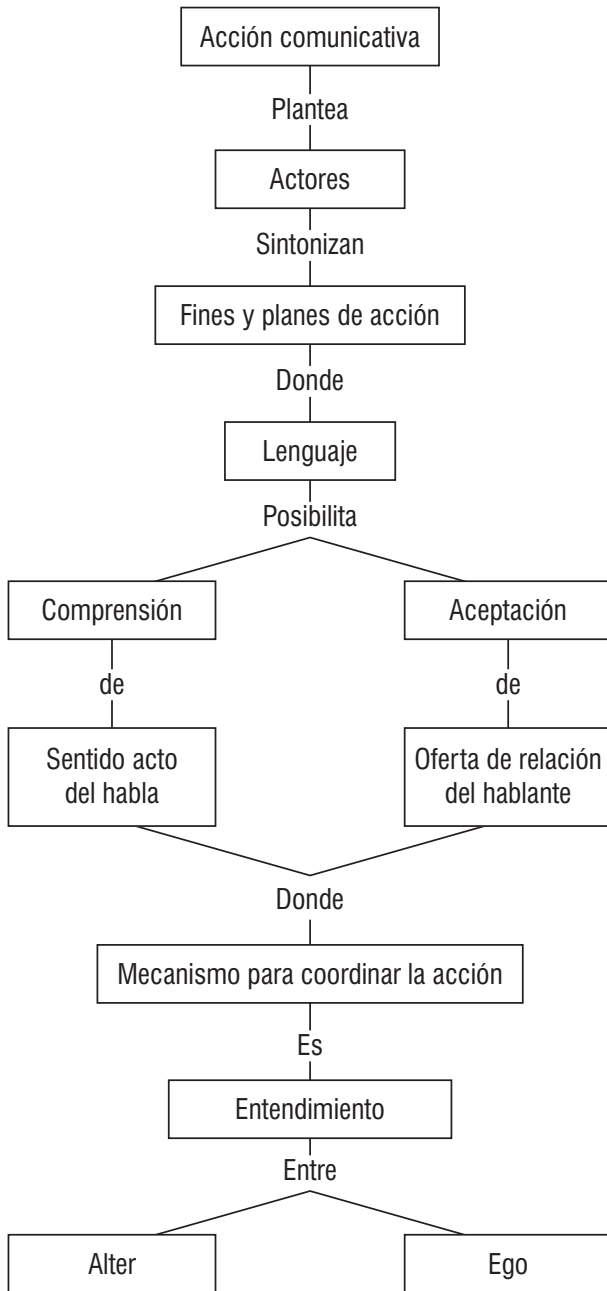 Acción comunicativa
Plantea
Actores
Sintonizan
Fines y planes de acción
Donde
Lenguaje
Posibilita
Comprensión
Aceptación
de
de
Sentido acto
del habla
Oferta de relación
del hablante
Donde
Mecanismo para coordinar la acción
Es
Entendimiento
Entre
Alter
Ego